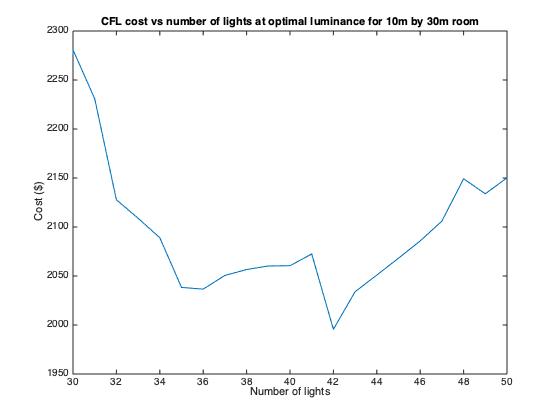 CFL cost vs number of lights at optimal luminance for 10m by 30m room
2300
2250
2200
2150
2100
2050
2000
1950
Cost ($)
30 32 34 36 38 40 42 44 46 48 50
Number of lights